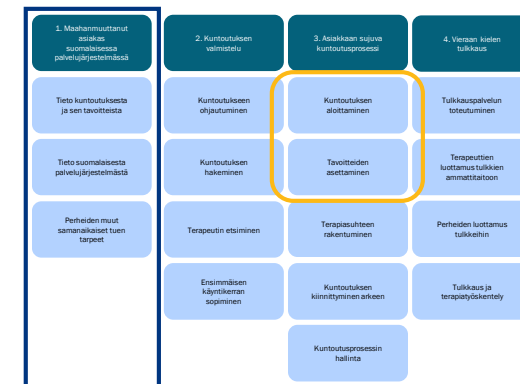 1. Maahanmuuttanut
asiakas
suomalaisessa
palvelujärjestelmässä
Tieto kuntoutuksesta
ja sen tavoitteista
Tieto suomalaisesta
palvelujärjestelmästä
Perheiden muut
samanaikaiset tuen
tarpeet
2. Kuntoutuksen
valmistelu
Kuntoutukseen
ohjautuminen
Kuntoutuksen
hakeminen
Terapeutin etsiminen
Ensimmäisen
käyntikerran
sopiminen
3. Asiakkaan sujuva
kuntoutusprosessi
Kuntoutuksen
aloittaminen
Tavoitteiden
asettaminen
Terapiasuhteen
rakentuminen
Kuntoutuksen
kiinnittyminen arkeen
Kuntoutusprosessin
hallinta
4. Vieraan kielen
tulkkaus
Tulkkauspalvelun
toteutuminen
Terapeuttien
luottamus tulkkien
ammattitaitoon
Perheiden luottamus
tulkkeihin
Tulkkaus ja
terapiatyöskentely